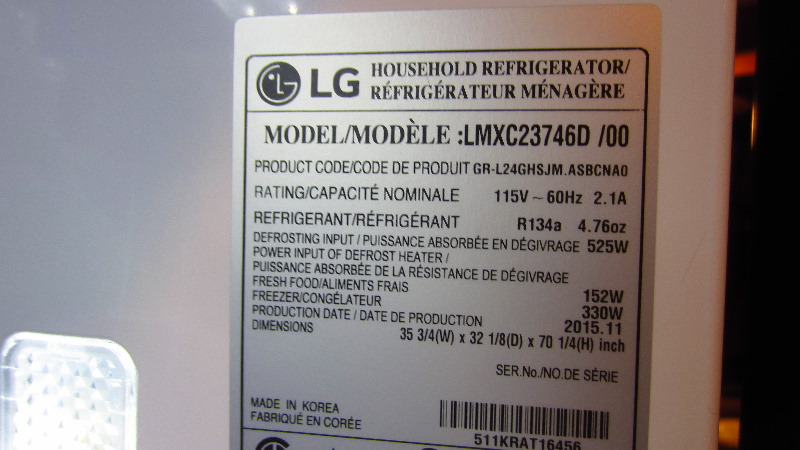 LG HOUSEHOLD REFRIGERATOR/
RÉFRIGÉRATEUR MÉNAGÈRE
MODEL/MODÈLE :LMXC23746D /00
PRODUCT CODE/CODE DE PRODUIT GR-L24GHSJM.ASBCNA0
RATING/CAPACITÉ NOMINALE 115V ~ 60Hz 2.1A
REFRIGERANT/RÉFRIGÉRANT R134a 4.76oz
DEFROSTING INPUT / PUISSANCE ABSORBÉE EN DÉGIVRAGE 525W
POWER INPUT OF DEFROST HEATER /
PUISSANCE ABSORBÉE DE LA RÉSISTANCE DE DÉGIVRAGE
FRESH FOOD/ALIMENTS FRAIS 152W
FREEZER/CONGÉLATEUR 330W
PRODUCTION DATE / DATE DE PRODUCTION 2015.11
DIMENSIONS 35 3/4(W) x 32 1/8(D) x 70 1/4(H) inch
SER.No./NO.DE SÉRIE
MADE IN KOREA
FABRIQUÉ EN CORÉE
511KRAT16456